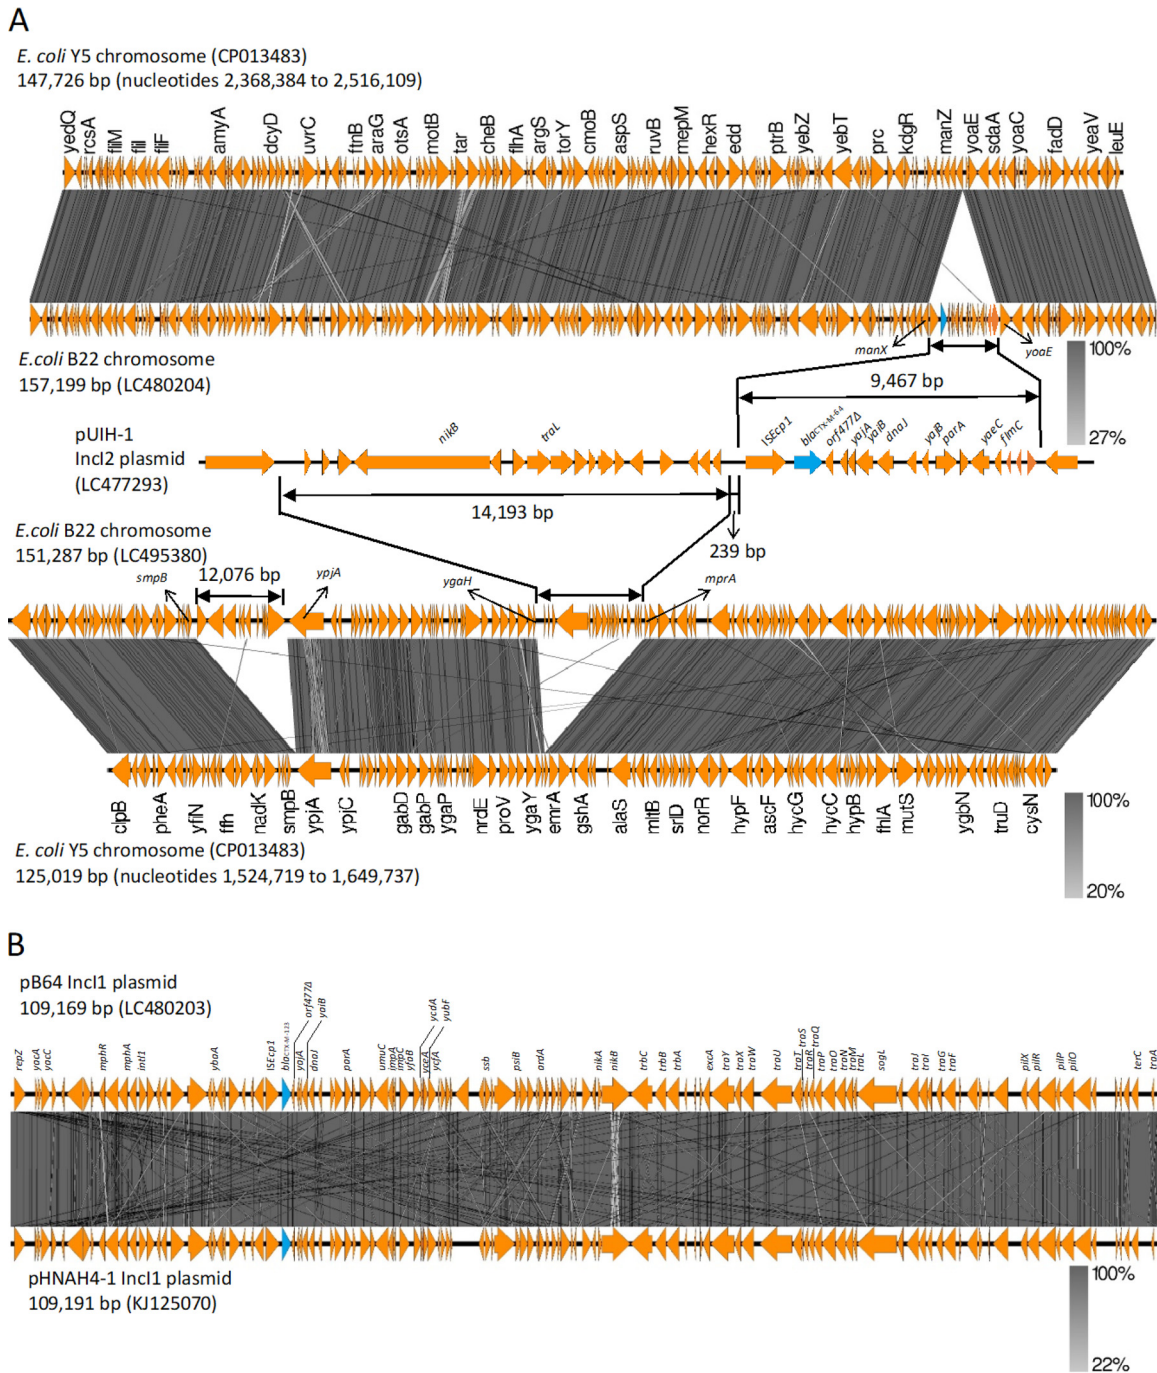 A
E. coli Y5 chromosome (CP013483)
147,726 bp (nucleotides 2,368,384 to 2,516,109)
yedQ rcsA fliM fliI fliF amyA dcyD uvrC ftnB araG otsA motB tar cheB flhA argS torY cmoB aspS ruvB mepM hexR edd ptrB yebZ yebT prc kdgR manZ yoaE sdaA yoaC fadD yeaV leuE
E.coli B22 chromosome
157,199 bp (LC480204)
manX
yoaE
100%
27%
9,467 bp
pUIH-1
IncI2 plasmid
(LC477293)
nikB traL ISEcp1 blaCTX-M-64 orf477Δ yajA yaiB dnaJ yajB parA yaeC flmC
14,193 bp
239 bp
E.coli B22 chromosome
151,287 bp (LC495380)
smpB
12,076 bp
ypjA
ygaH
mprA
clpB pheA yfiN ffh nadK smpB ypjA ypjC gabD gabP ygaP nrdE proV ygaY emrA gshA alaS mltB srlD norR hypF ascF hycG hycC hypB fhlA mutS ygbN truD cysN
100%
20%
E. coli Y5 chromosome (CP013483)
125,019 bp (nucleotides 1,524,719 to 1,649,737)
B
pB64 IncI1 plasmid
109,169 bp (LC480203)
repZ yacA yacC mphR mphA intI1 ybaA ISEcp1 blaCTX-M-123 orf477Δ yajA yaiB dnaJ parA umuC impA impC yfaB ycdA yceA yubF ycfA ssb psiB ardA nikA nikB trbC trbB trbA excA traY traX traW traU traT traS traR traQ traP traO traN traM traL sogL traJ traI traG traF pilX pilR pilP pilO terC traA
pHNAH4-1 IncI1 plasmid
109,191 bp (KJ125070)
100%
22%